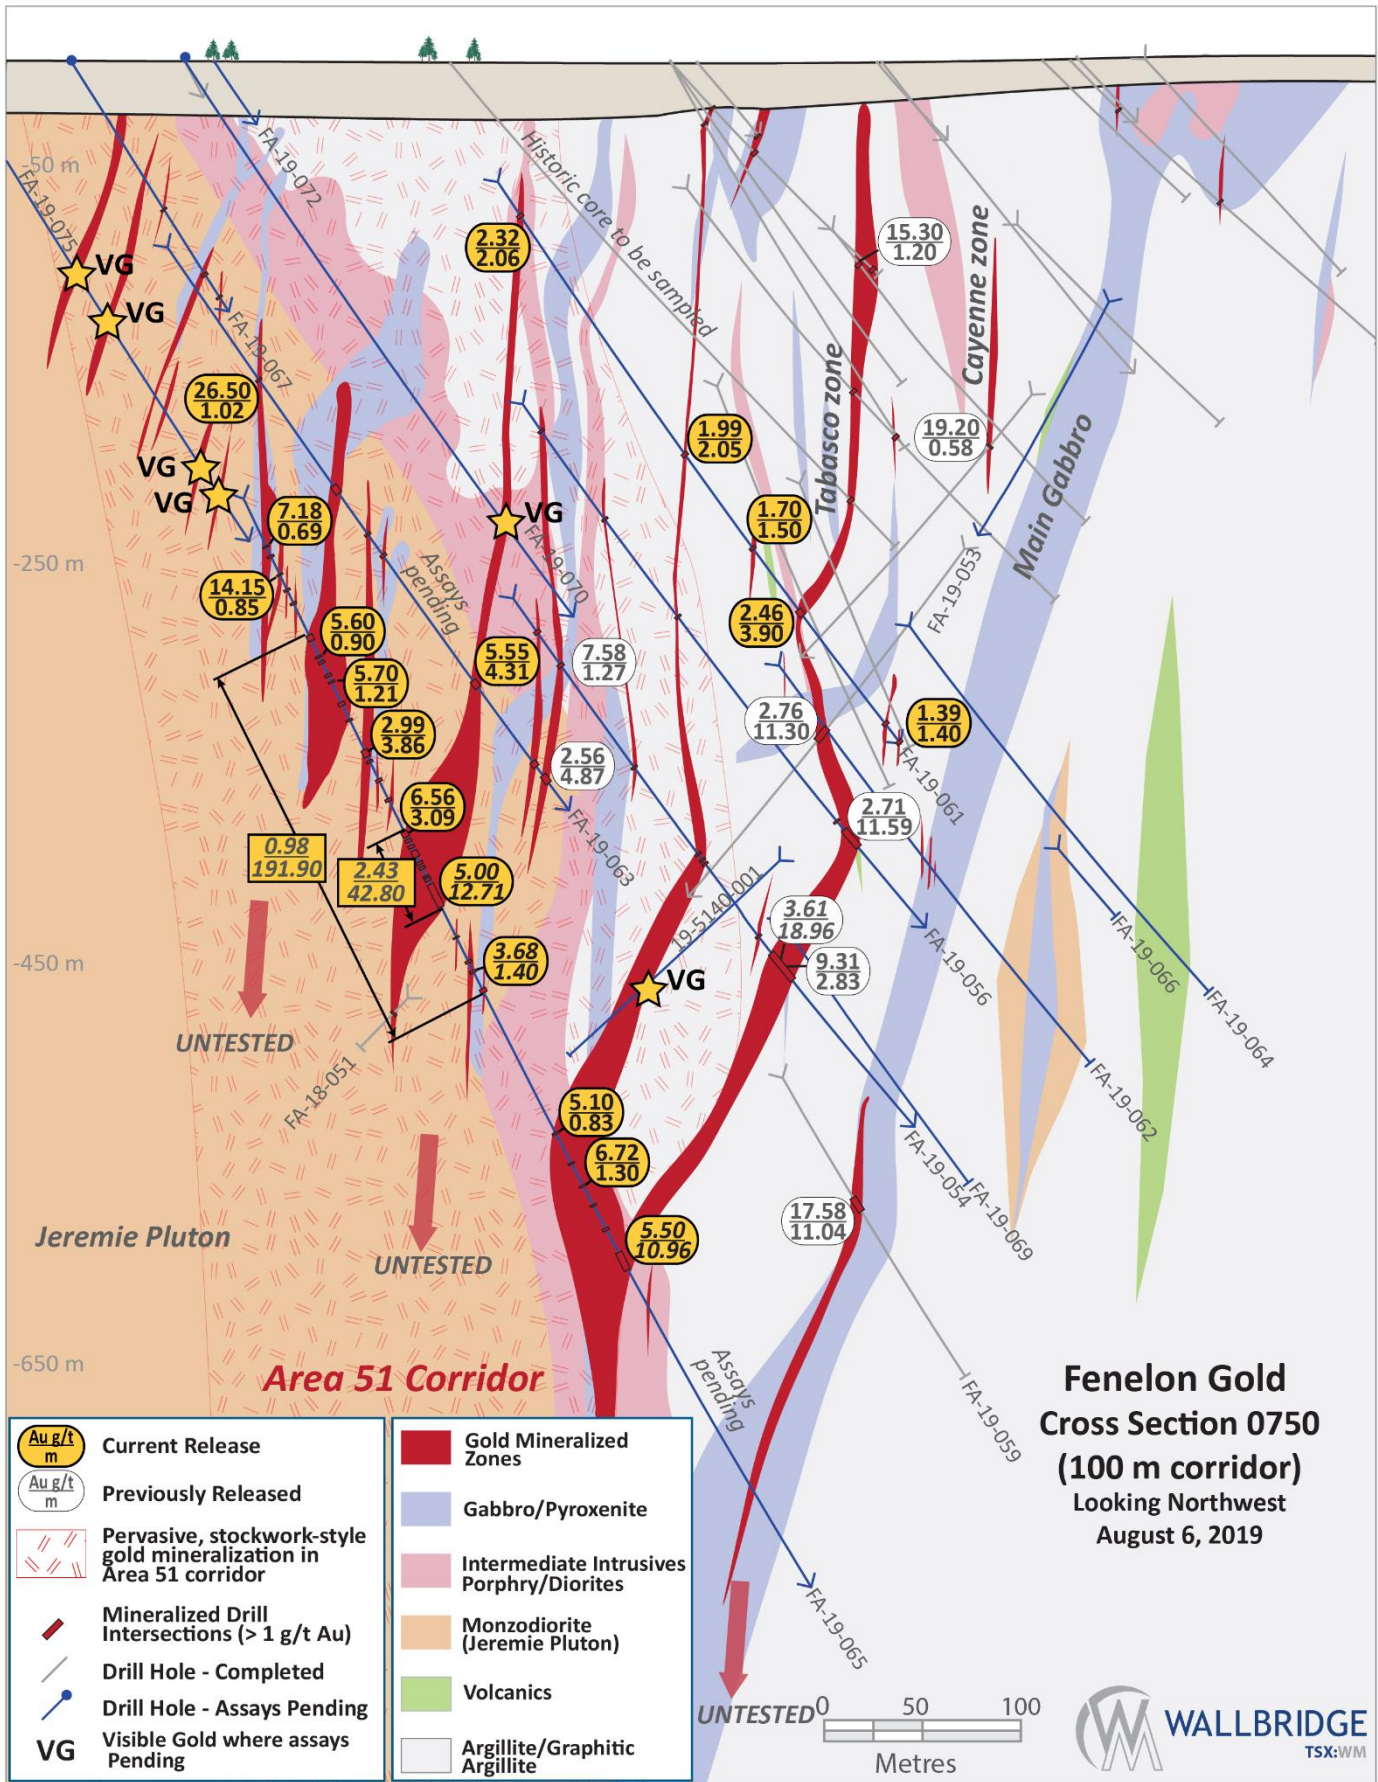 -50 m
FA-19-075
FA-19-072
Historic core to be sampled
VG
VG
2.32
2.06
15.30
1.20
Cayenne zone
Tabasco zone
FA-19-067
26.50
1.02
1.99
2.05
19.20
0.58
Main Gabbro
VG
VG
7.18
0.69
VG
1.70
1.50
-250 m
Assays
pending
FA-19-070
FA-19-053
14.15
0.85
5.60
0.90
2.46
3.90
5.55
4.31
7.58
1.27
5.70
1.21
2.76
11.30
1.39
1.40
2.99
3.86
2.56
4.87
FA-19-061
6.56
3.09
2.71
11.59
FA-19-063
0.98
191.90
2.43
42.80
5.00
12.71
19-5140-001
3.61
18.96
-450 m
3.68
1.40
9.31
2.83
FA-19-056
FA-19-066
VG
FA-19-064
UNTESTED
FA-18-051
5.10
0.83
FA-19-062
6.72
1.30
FA-19-054
FA-19-069
17.58
11.04
Jeremie Pluton
5.50
10.96
UNTESTED
-650 m
Area 51 Corridor
Assays
pending
FA-19-059
Fenelon Gold
Cross Section 0750
(100 m corridor)
Looking Northwest
August 6, 2019
FA-19-065
UNTESTED
Au g/t
m
Current Release
Au g/t
m
Previously Released
Pervasive, stockwork-style
gold mineralization in
Area 51 corridor
Mineralized Drill
Intersections (> 1 g/t Au)
Drill Hole - Completed
Drill Hole - Assays Pending
VG
Visible Gold where assays
Pending
Gold Mineralized
Zones
Gabbro/Pyroxenite
Intermediate Intrusives
Porphry/Diorites
Monzodiorite
(Jeremie Pluton)
Volcanics
Argillite/Graphitic
Argillite
0 50 100
Metres
WALLBRIDGE
TSX:WM